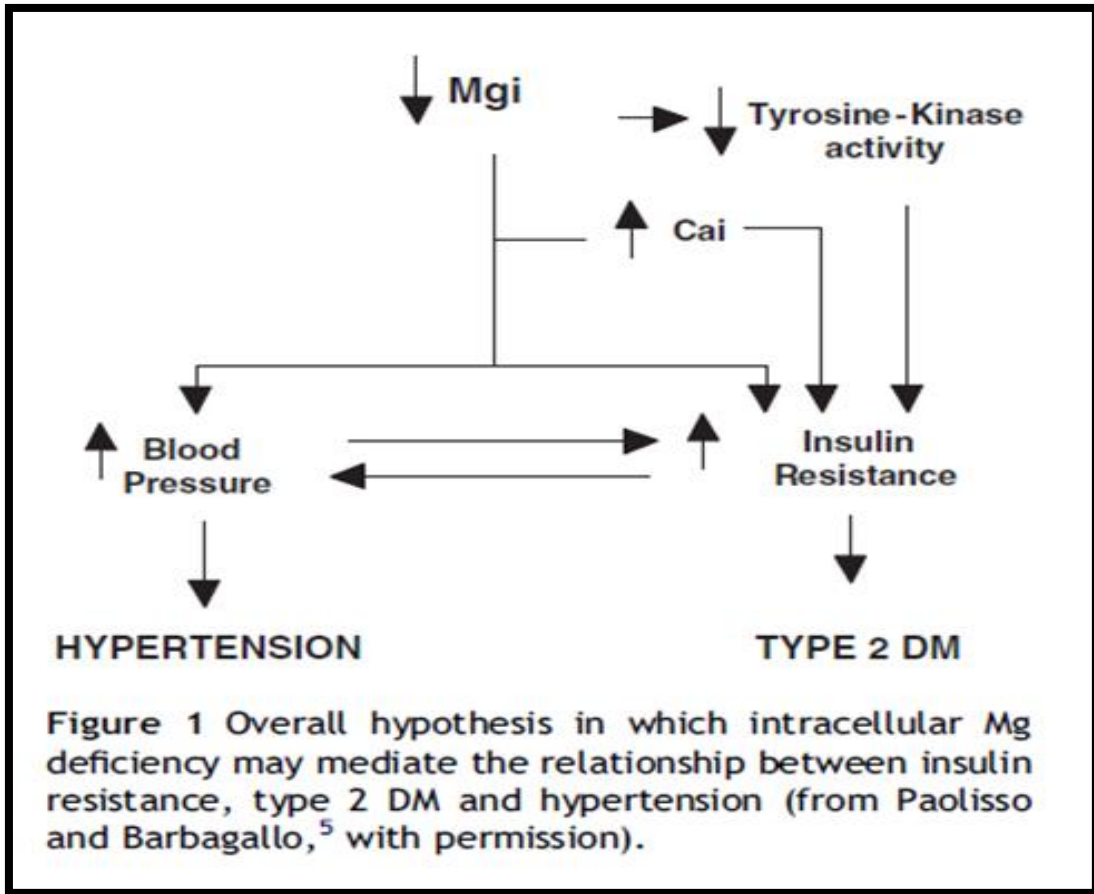 Mgi
Tyrosine-Kinase
activity
Cai
Blood
Pressure
Insulin
Resistance
HYPERTENSION
TYPE 2 DM
Figure 1 Overall hypothesis in which intracellular Mg
deficiency may mediate the relationship between insulin
resistance, type 2 DM and hypertension (from Paolisso
and Barbagallo,5 with permission).